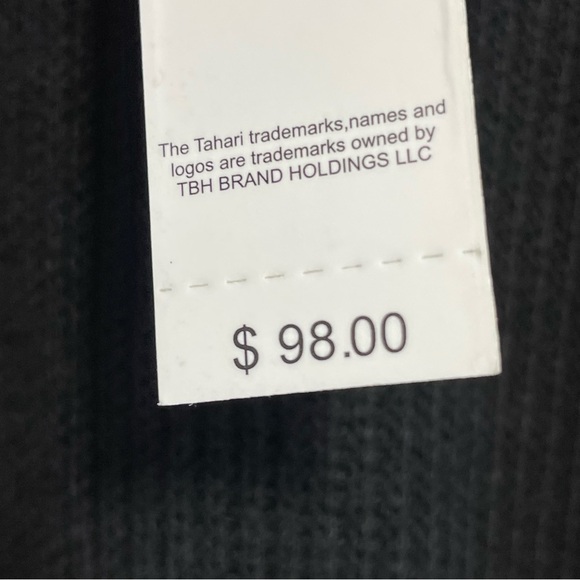 The Tahari trademarks,names and
logos are trademarks owned by
TBH BRAND HOLDINGS LLC
$ 98.00